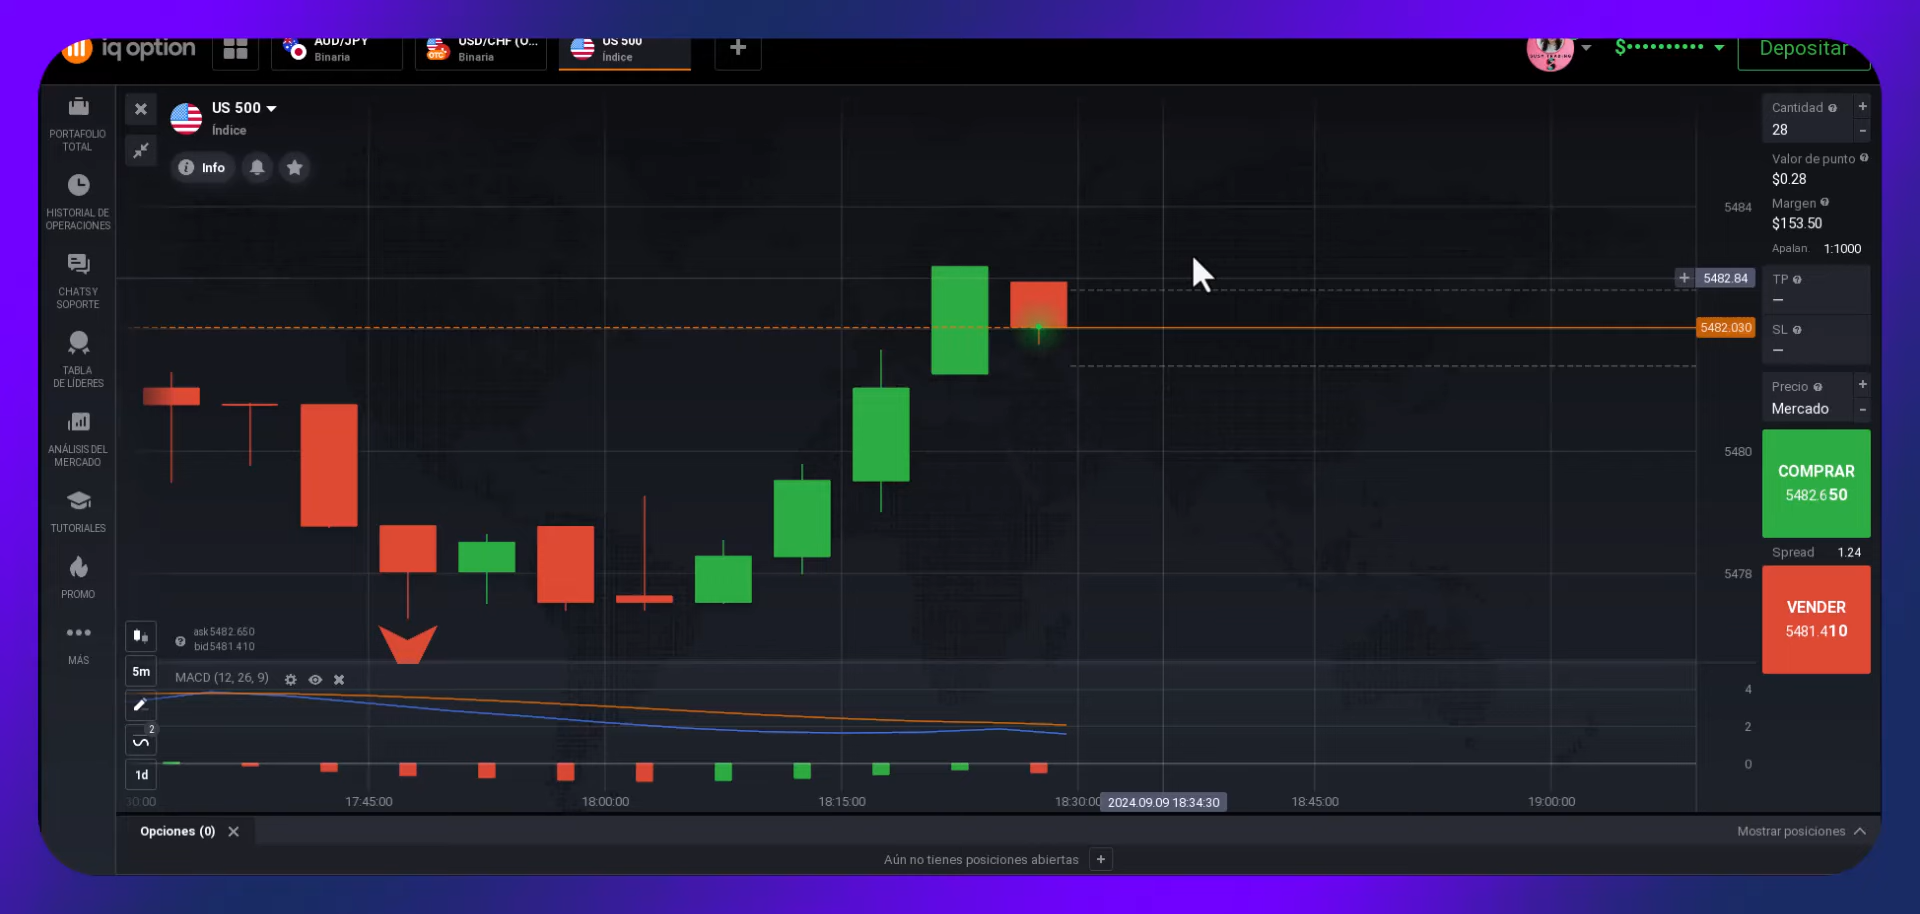 iq option
AUD/JPY
Binaria
USD/CHF (O...
Binaria
US 500
Índice
+
$••••••••••
Depositar
PORTAFOLIO
TOTAL
HISTORIAL DE
OPERACIONES
CHATS Y
SOPORTE
TABLA
DE LÍDERES
ANÁLISIS DEL
MERCADO
TUTORIALES
PROMO
MÁS
US 500
Índice
Info
5484
5482.84
5482.030
5480
5478
Cantidad
28
Valor de punto
$0.28
Margen
$153.50
Apalan. 1:1000
TP
–
SL
–
Precio
Mercado
COMPRAR
5482.650
Spread 1.24
VENDER
5481.410
ask 5482.650
bid 5481.410
5m
MACD (12, 26, 9)
2
1d
4
2
0
30:00
17:45:00
18:00:00
18:15:00
18:30:00
2024.09.09 18:34:30
18:45:00
19:00:00
Opciones (0)
Mostrar posiciones
Aún no tienes posiciones abiertas +